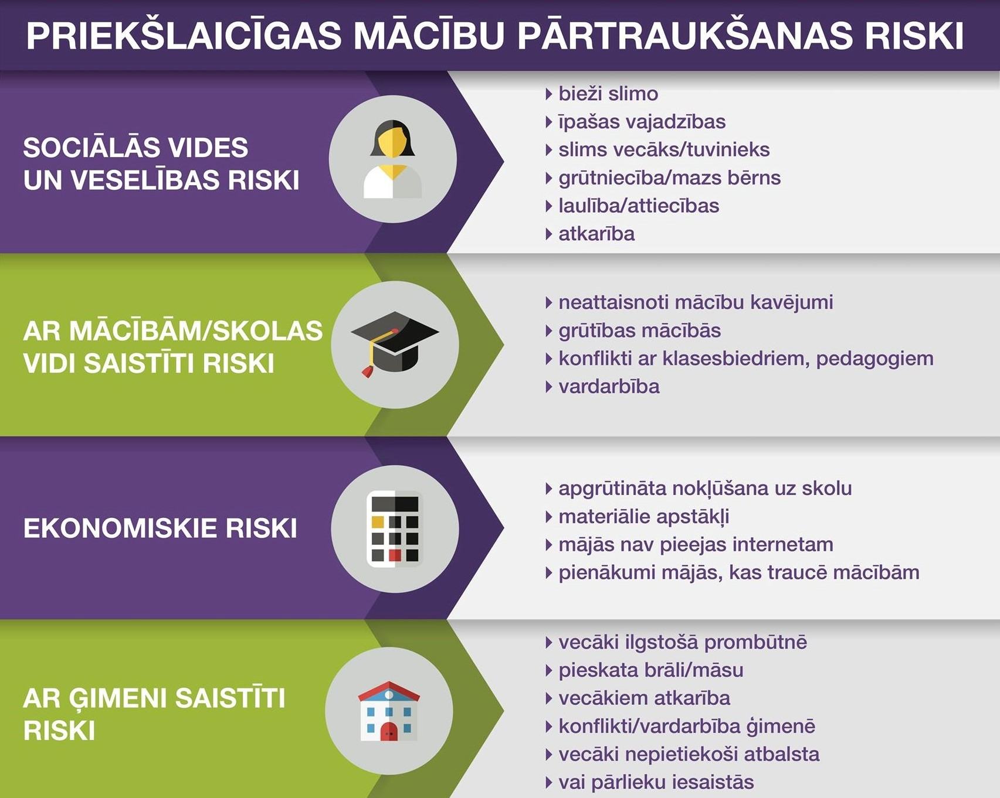 PRIEKŠLAICĪGAS MĀCĪBU PĀRTRAUKŠANAS RISKI
SOCIĀLĀS VIDES
UN VESELĪBAS RISKI
bieži slimo
īpašas vajadzības
slims vecāks/tuvinieks
grūtniecība/mazs bērns
laulība/attiecības
atkarība
AR MĀCĪBĀM/SKOLAS
VIDI SAISTĪTI RISKI
neattaisnoti mācību kavējumi
grūtības mācībās
konflikti ar klasesbiedriem, pedagogiem
vardarbība
EKONOMISKIE RISKI
apgrūtināta nokļūšana uz skolu
materiālie apstākļi
mājās nav pieejas internetam
pienākumi mājās, kas traucē mācībām
AR ĢIMENI SAISTĪTI
RISKI
vecāki ilgstošā prombūtnē
pieskata brāli/māsu
vecākiem atkarība
konflikti/vardarbība ģimenē
vecāki nepietiekoši atbalsta
vai pārlieku iesaistās